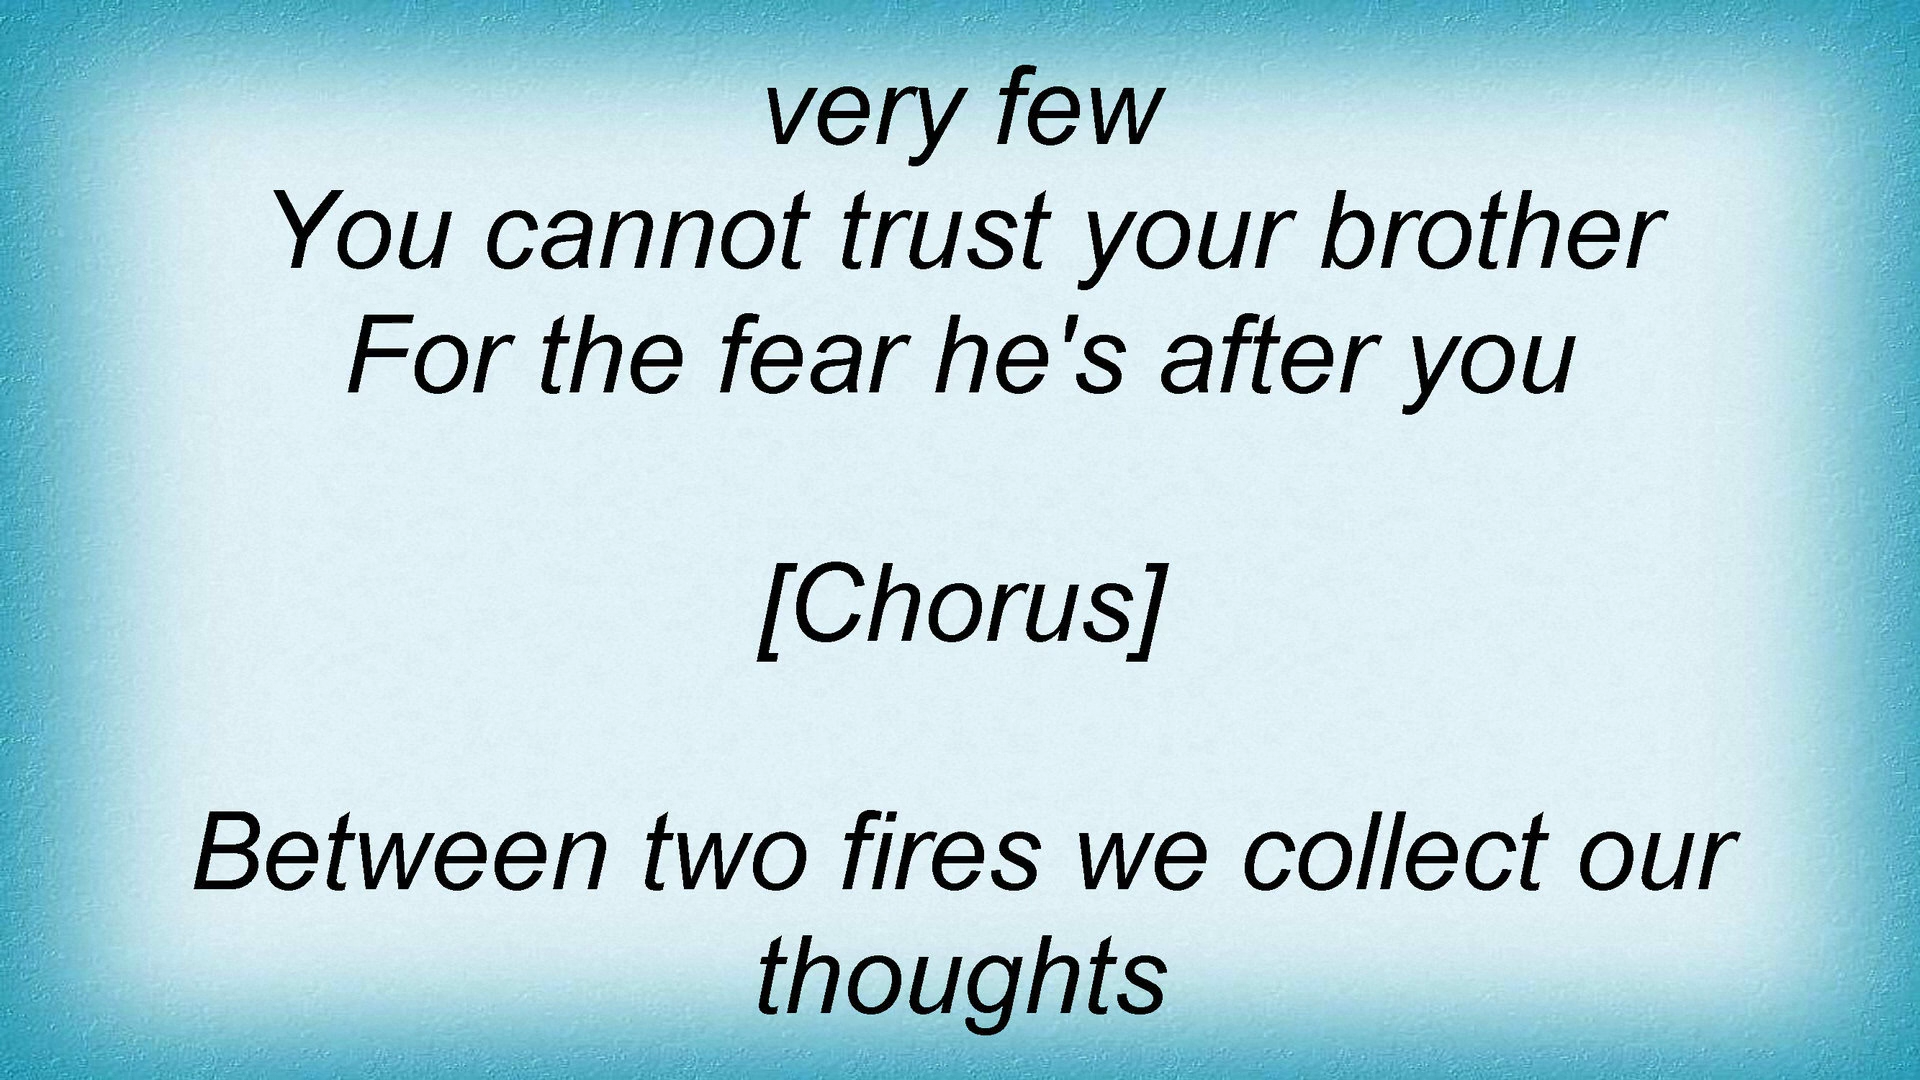 very few
You cannot trust your brother
For the fear he's after you
[Chorus]
Between two fires we collect our
thoughts